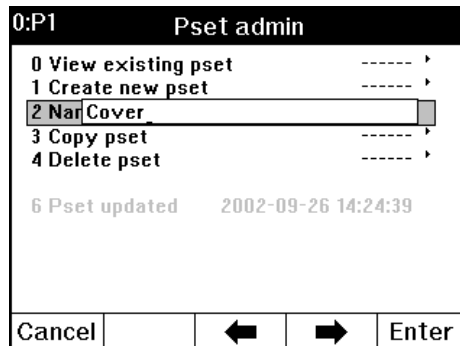 0:P1 Pset admin
0 View existing pset ------
1 Create new pset ------
2 Nar Cover_
3 Copy pset ------
4 Delete pset ------
6 Pset updated 2002-09-26 14:24:39
Cancel Enter